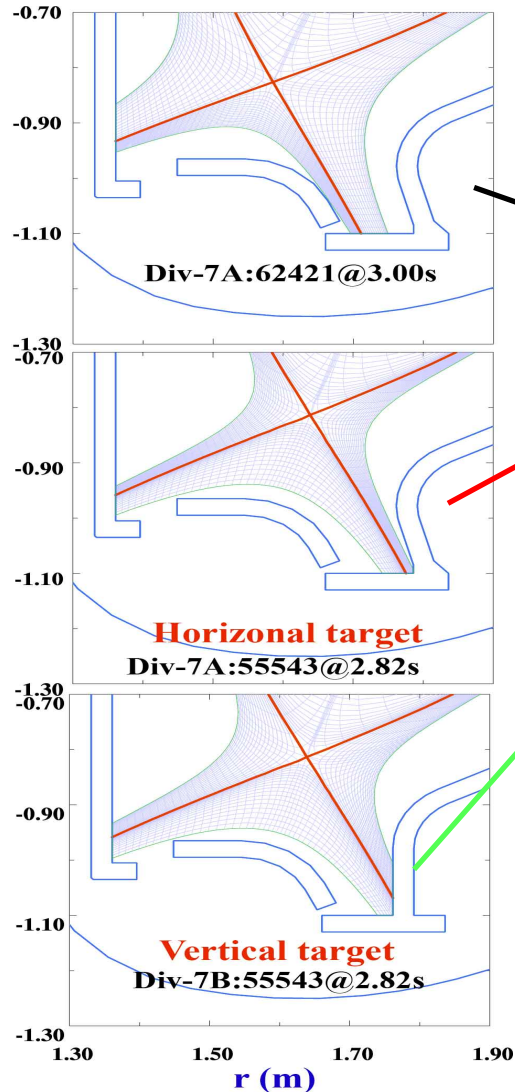 -0.70
-0.90
-1.10
Div-7A:62421@3.00s
-1.30
-0.70
-0.90
-1.10
Horizonal target
Div-7A:55543@2.82s
-1.30
-0.70
-0.90
-1.10
Vertical target
Div-7B:55543@2.82s
-1.30
1.30 1.50 1.70 1.90
r (m)